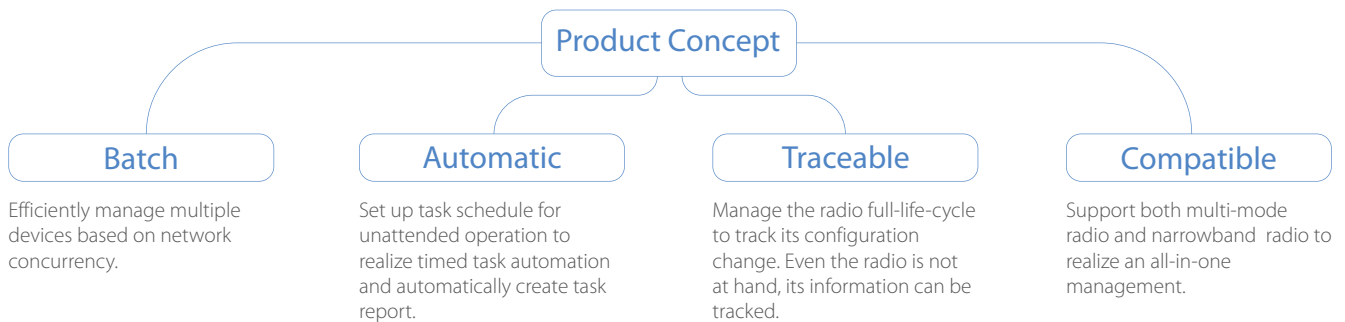 Product Concept
Batch
Efficiently manage multiple
devices based on network
concurrency.
Automatic
Set up task schedule for
unattended operation to
realize timed task automation
and automatically create task
report.
Traceable
Manage the radio full-life-cycle
to track its configuration
change. Even the radio is not
at hand, its information can be
tracked.
Compatible
Support both multi-mode
radio and narrowband radio to
realize an all-in-one
management.